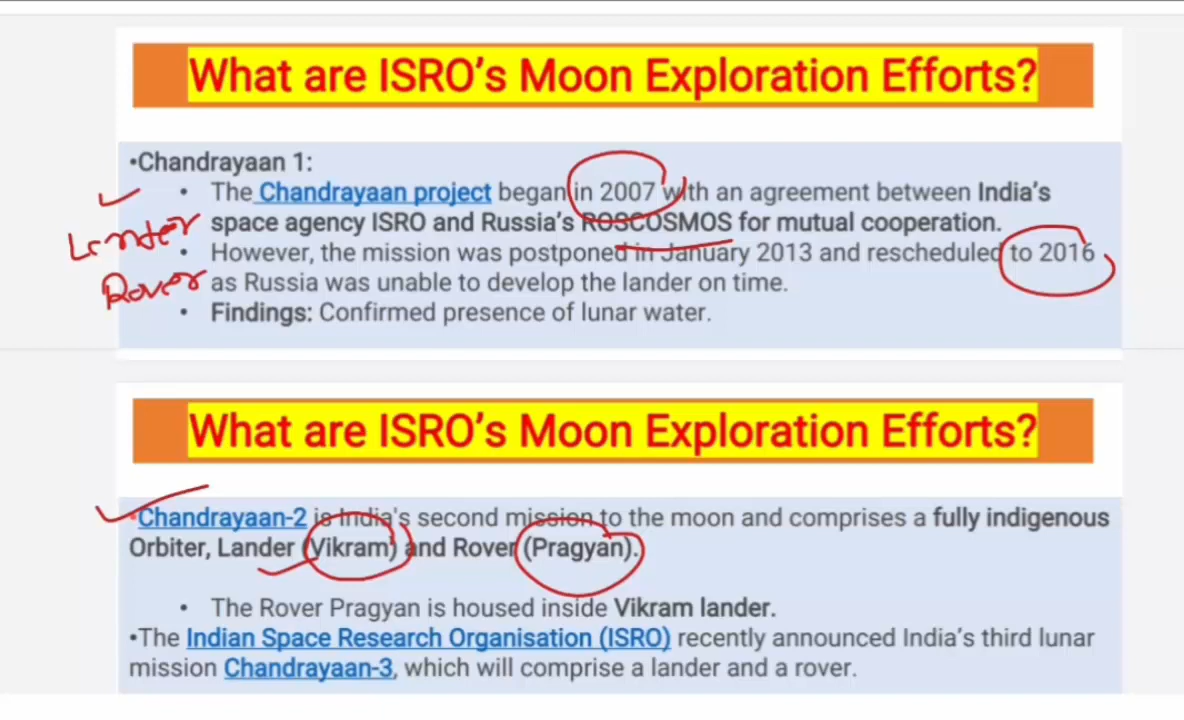 What are ISRO's Moon Exploration Efforts?
•Chandrayaan 1:
• The Chandrayaan project began in 2007 with an agreement between India's
Lander space agency ISRO and Russia's ROSCOSMOS for mutual cooperation.
• However, the mission was postponed in January 2013 and rescheduled to 2016
Rover as Russia was unable to develop the lander on time.
• Findings: Confirmed presence of lunar water.
What are ISRO's Moon Exploration Efforts?
•Chandrayaan-2 is India's second mission to the moon and comprises a fully indigenous
Orbiter, Lander (Vikram) and Rover (Pragyan).
• The Rover Pragyan is housed inside Vikram lander.
•The Indian Space Research Organisation (ISRO) recently announced India's third lunar
mission Chandrayaan-3, which will comprise a lander and a rover.